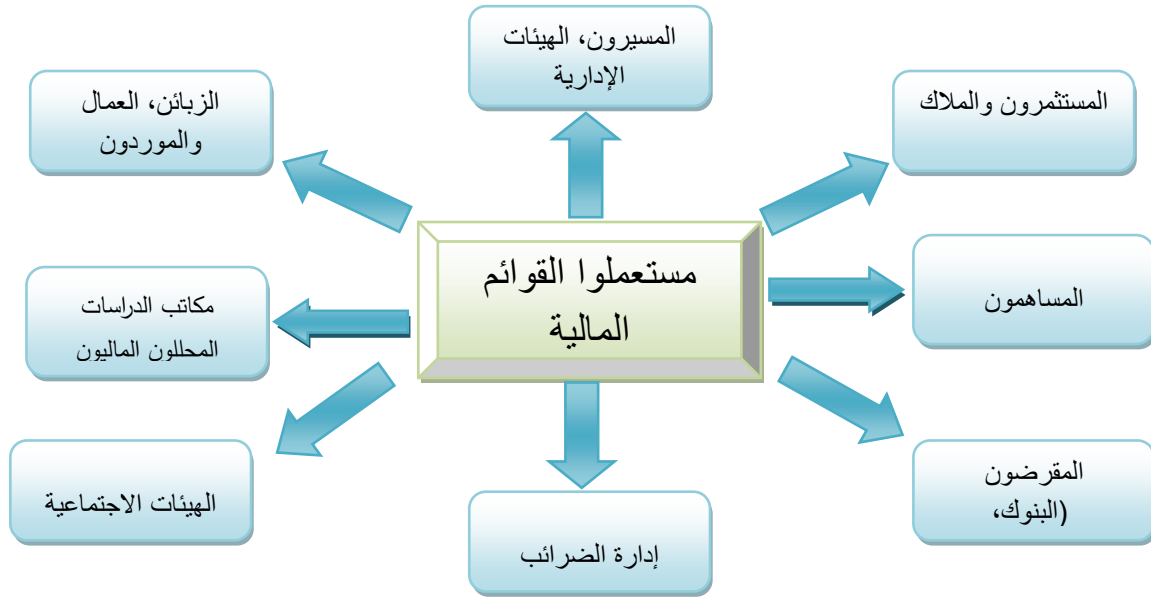 المسيرون، الهيئات
الإدارية
المستثمرون والملاك
الزبائن، العمال
والموردون
مستعملوا القوائم
المالية
المساهمون
مكاتب الدراسات
المحللون الماليون
المقرضون
(البنوك،
الهيئات الاجتماعية
إدارة الضرائب